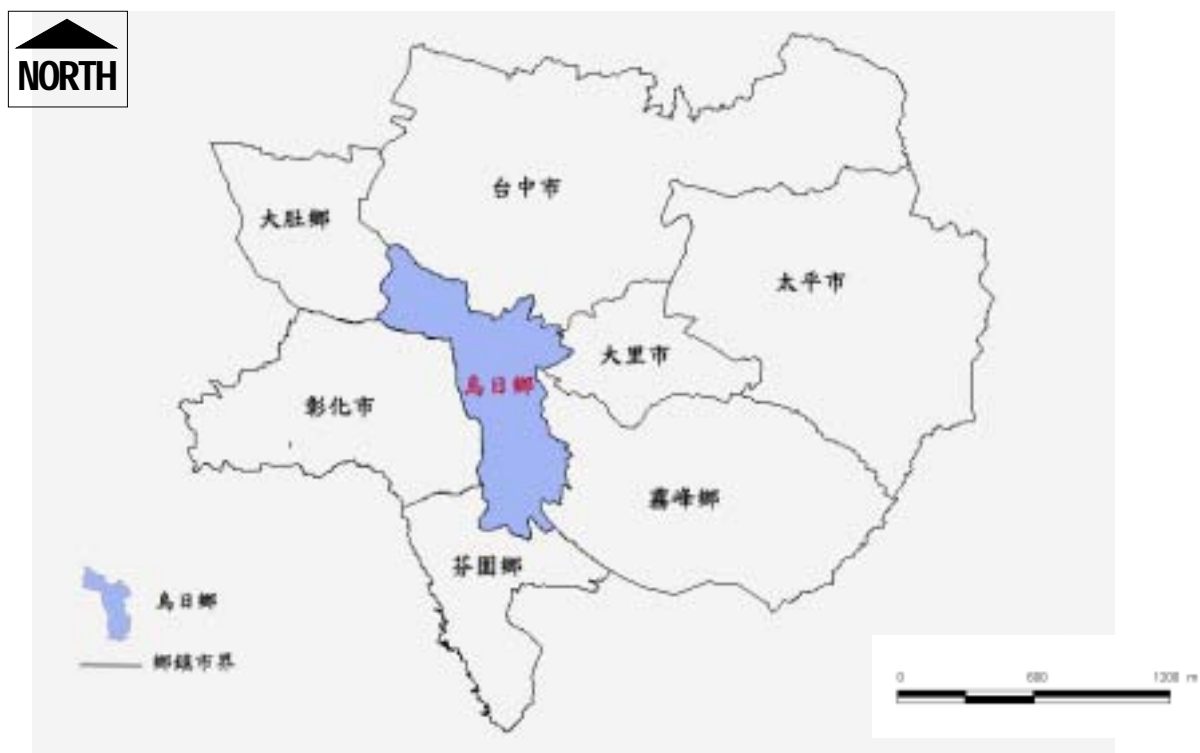 NORTH
台中市
大肚鄉
太平市
大里市
烏日鄉
彰化市
霧峰鄉
芬園鄉
烏日鄉
鄉鎮市界
0 600 1200 m